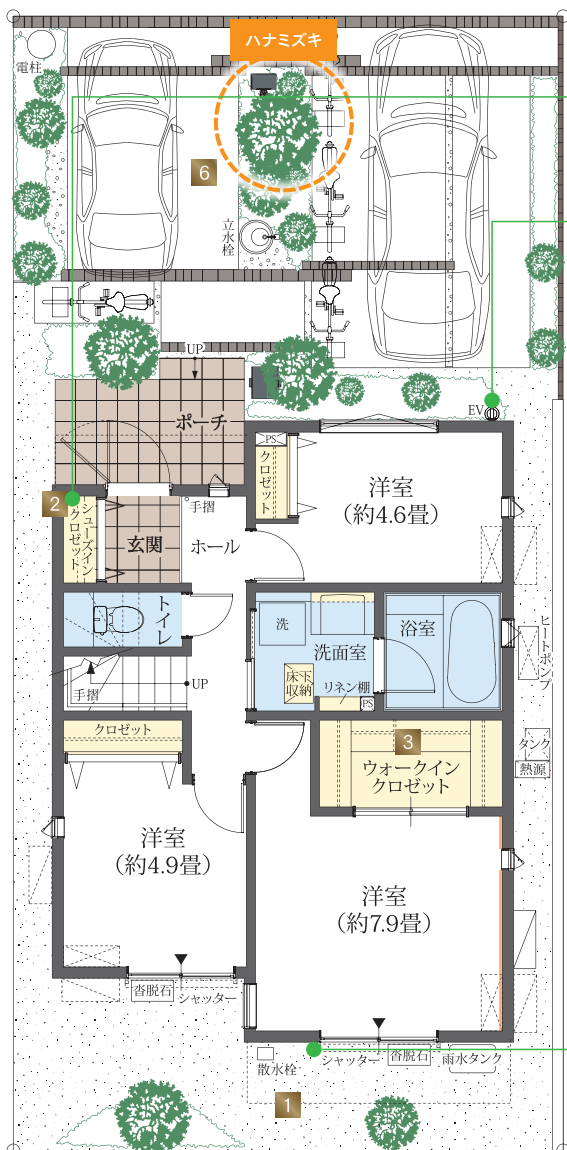 ハナミズキ
電柱
6
立水栓
UP
ポーチ
EV
PS
クロゼット
洋室
（約4.6畳）
2
シューズイン
クロゼット
玄関
手摺
ホール
トイレ
洗
洗面室
浴室
床下
収納
リネン棚
PS
ヒートポンプ
手摺
UP
クロゼット
3
ウォークイン
クロゼット
タンク
熱源
洋室
（約4.9畳）
洋室
（約7.9畳）
沓脱石
シャッター
散水栓
シャッター
沓脱石
雨水タンク
1